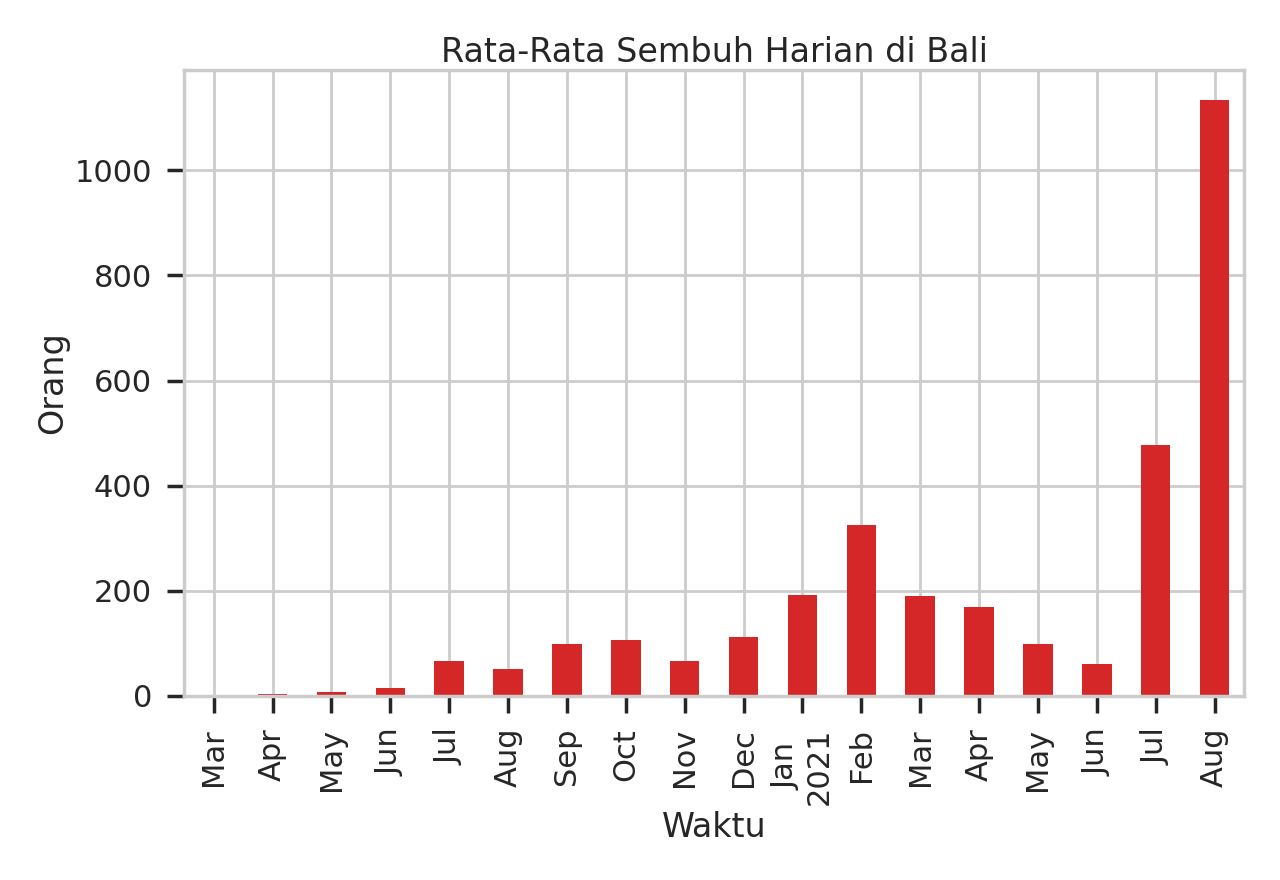 Rata-Rata Sembuh Harian di Bali
Orang
1000
800
600
400
200
0
Mar
Apr
May
Jun
Jul
Aug
Sep
Oct
Nov
Dec
Jan
2021
Feb
Mar
Apr
May
Jun
Jul
Aug
Waktu